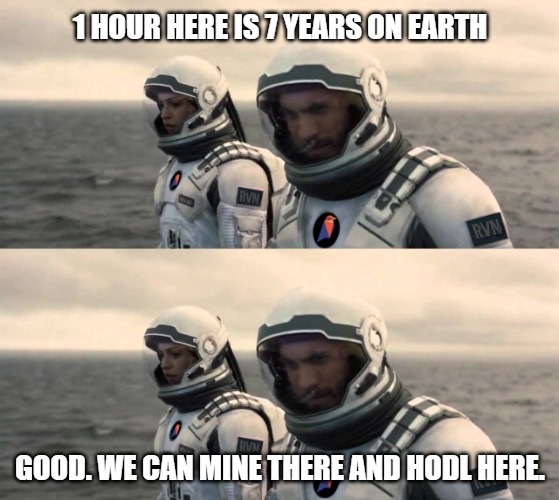 1 HOUR HERE IS 7 YEARS ON EARTH
RVN
RVN
RVN
GOOD. WE CAN MINE THERE AND HODL HERE.